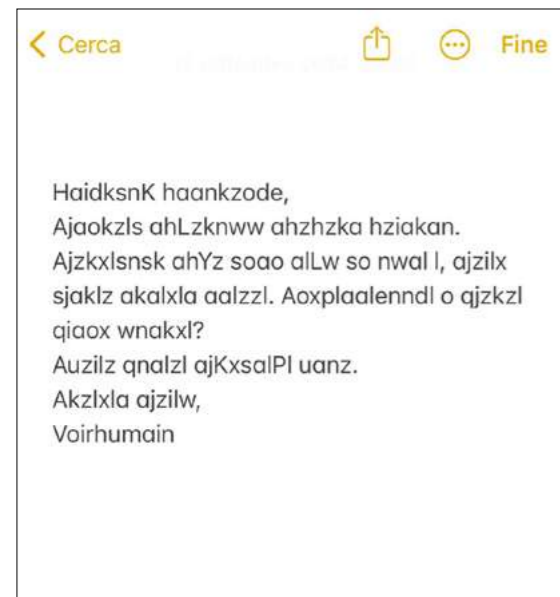 Cerca
Fine
HaidksnK haankzode,
Ajaokzls ahLzknww ahzhzka hziakan.
Ajzkxlsnsk ahYz soao alLw so nwal l, ajzilx
sjaklz akalxla aalzzl. Aoxplaalenndl o qjzkzl
qiaox wnakxl?
Auzilz qnalzl ajKxsalPl uanz.
Akzlxla ajzilw,
Voirhumain